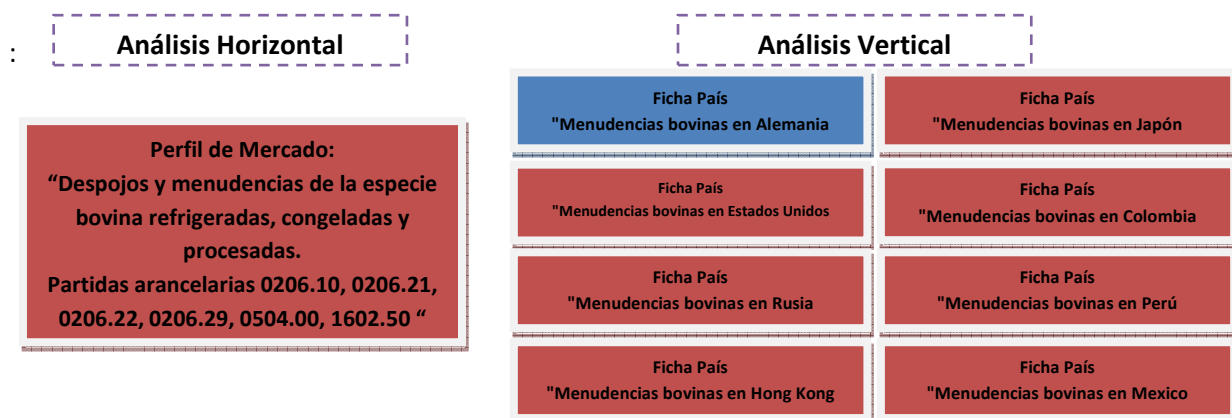 :
Análisis Horizontal
Perfil de Mercado:
“Despojos y menudencias de la especie
bovina refrigeradas, congeladas y
procesadas.
Partidas arancelarias 0206.10, 0206.21,
0206.22, 0206.29, 0504.00, 1602.50 “
Análisis Vertical
Ficha País
"Menudencias bovinas en Alemania
Ficha País
"Menudencias bovinas en Japón
Ficha País
"Menudencias bovinas en Estados Unidos
Ficha País
"Menudencias bovinas en Colombia
Ficha País
"Menudencias bovinas en Rusia
Ficha País
"Menudencias bovinas en Perú
Ficha País
"Menudencias bovinas en Hong Kong
Ficha País
"Menudencias bovinas en Mexico